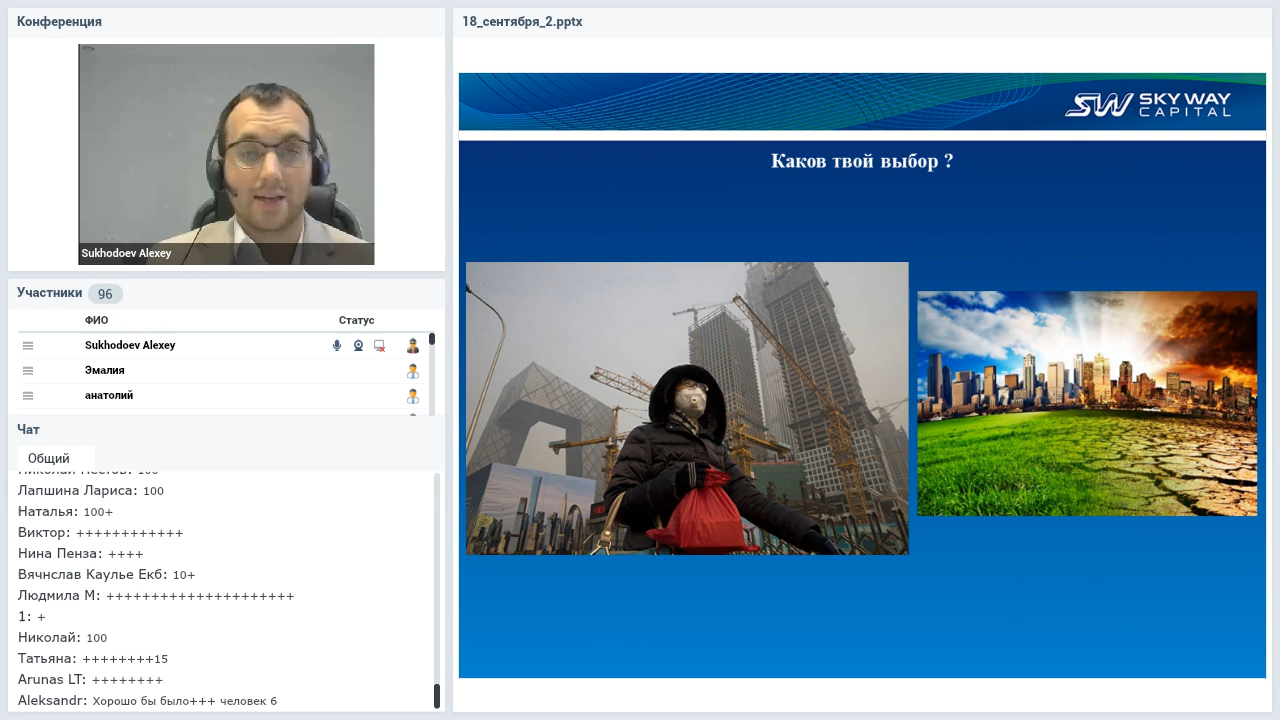 Конференция
Sukhodoev Alexey
Участники 96
ФИО Статус
Sukhodoev Alexey
Эмалия
анатолий
Чат
Общий
Лапшина Лариса: 100
Наталья: 100+
Виктор: ++++++++++++
Нина Пенза: ++++
Вячнслав Каулье Екб: 10+
Людмила М: +++++++++++++++++++++
1: +
Николай: 100
Татьяна: ++++++++15
Arunas LT: ++++++++
Aleksandr: Хорошо бы было+++ человек 6
18_сентября_2.pptx
SW SKY WAY
CAPITAL
Каков твой выбор ?